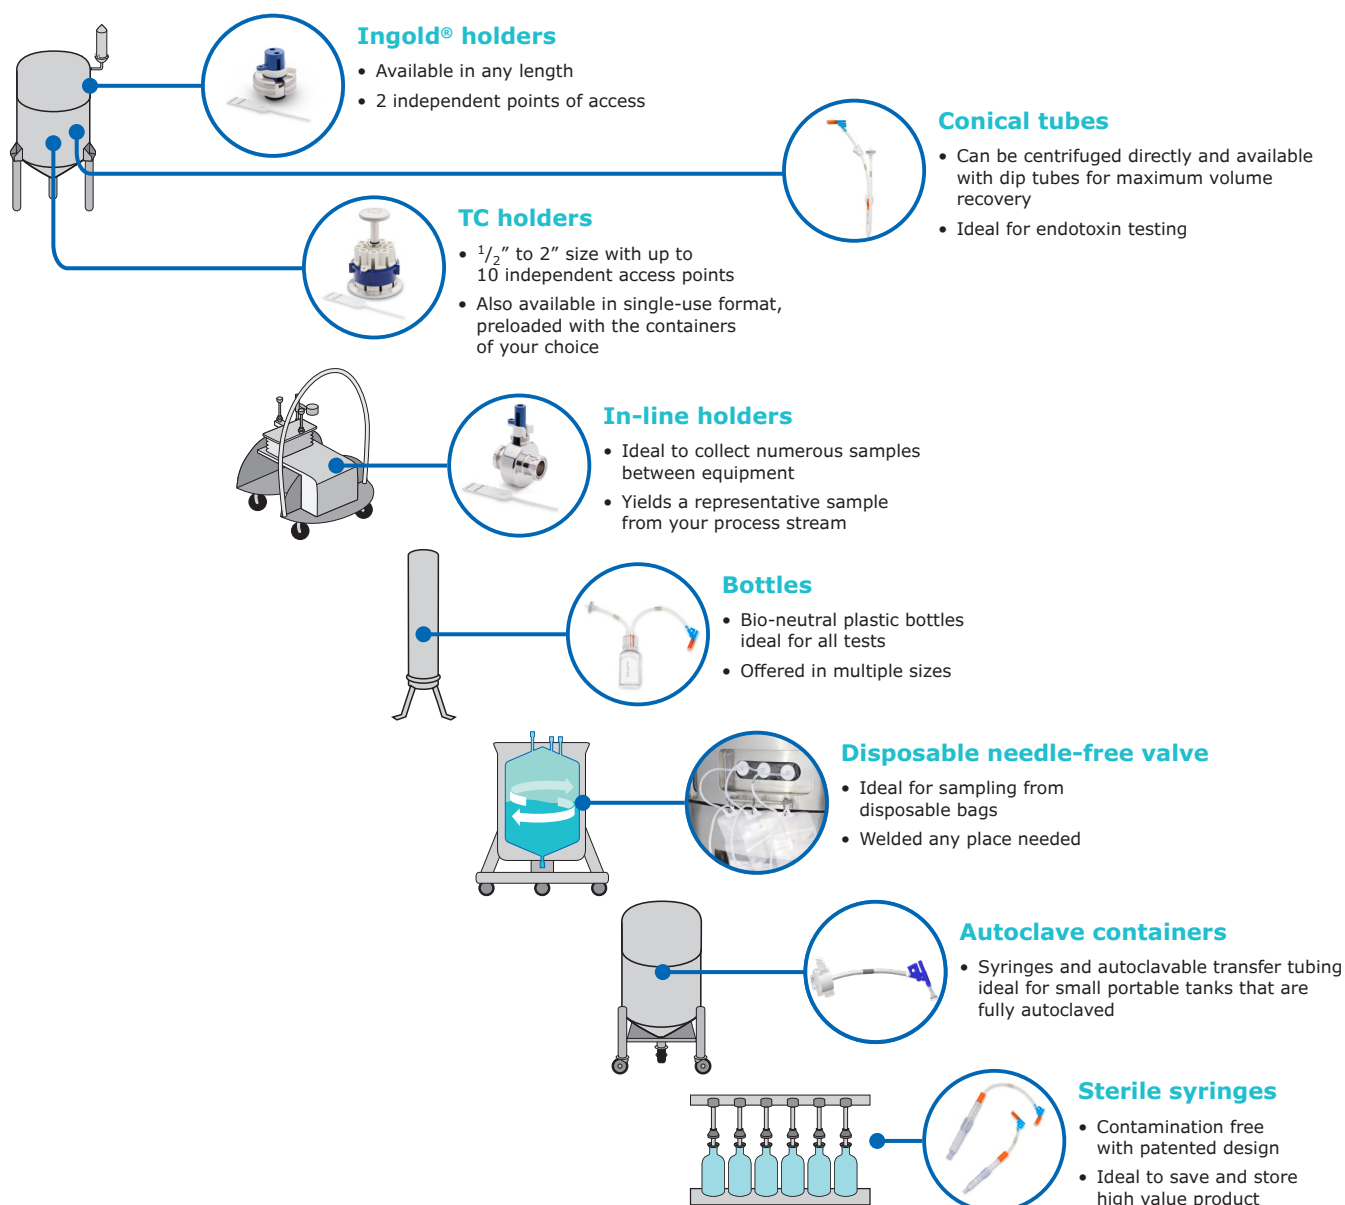 Ingold® holders
• Available in any length
• 2 independent points of access
Conical tubes
• Can be centrifuged directly and available
with dip tubes for maximum volume
recovery
• Ideal for endotoxin testing
TC holders
• 1/2″ to 2″ size with up to
10 independent access points
• Also available in single-use format,
preloaded with the containers
of your choice
In-line holders
• Ideal to collect numerous samples
between equipment
• Yields a representative sample
from your process stream
Bottles
• Bio-neutral plastic bottles
ideal for all tests
• Offered in multiple sizes
Disposable needle-free valve
• Ideal for sampling from
disposable bags
• Welded any place needed
Autoclave containers
• Syringes and autoclavable transfer tubing
ideal for small portable tanks that are
fully autoclaved
Sterile syringes
• Contamination free
with patented design
• Ideal to save and store
high value product